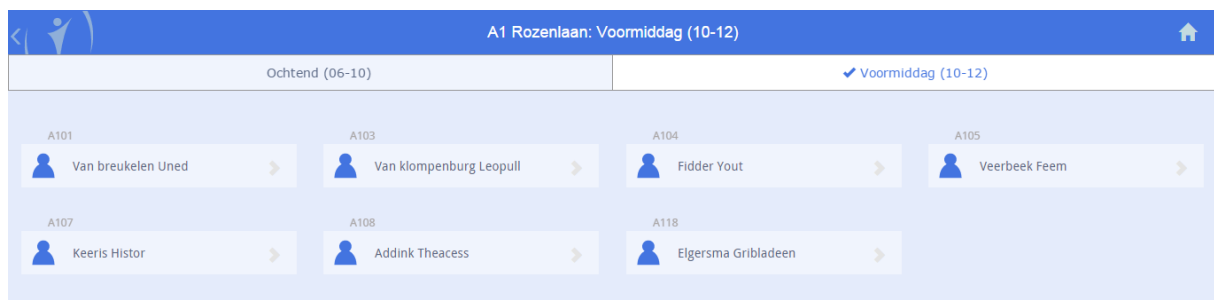 A1 Rozenlaan: Voormiddag (10-12)
Ochtend (06-10)
Voormiddag (10-12)
A101
A103
A104
A105
Van breukelen Uned
Van klompenburg Leopull
Fidder Yout
Veerbeek Feem
A107
A108
A118
Keeris Histor
Addink Theacess
Elgersma Gribladeen